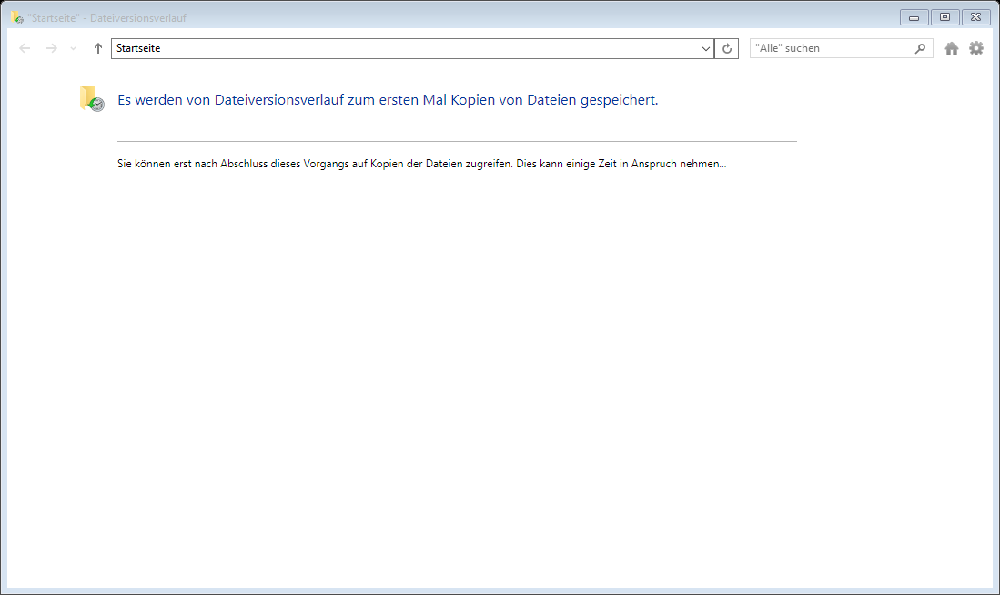 "Startseite" - Dateiversionsverlauf
Startseite
"Alle" suchen
Es werden von Dateiversionsverlauf zum ersten Mal Kopien von Dateien gespeichert.
Sie können erst nach Abschluss dieses Vorgangs auf Kopien der Dateien zugreifen. Dies kann einige Zeit in Anspruch nehmen...